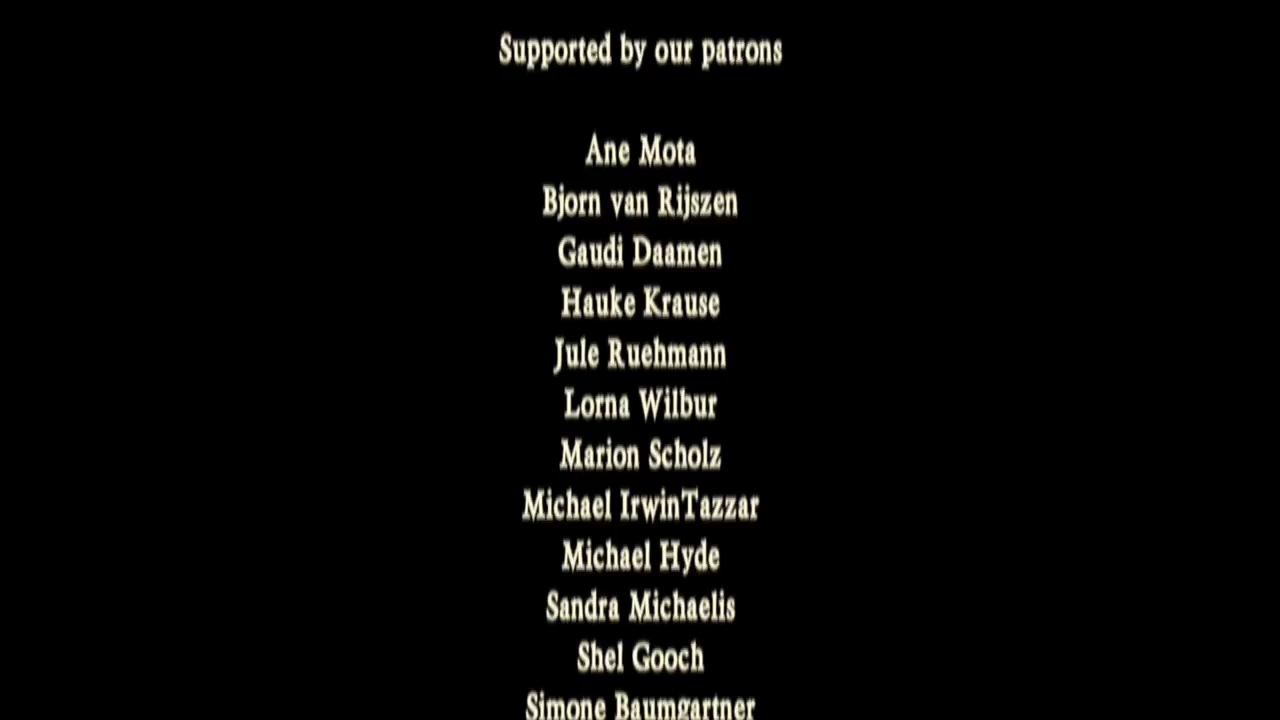 Supported by our patrons
Ane Mota
Bjorn van Rijszen
Gaudi Daamen
Hauke Krause
Jule Ruehmann
Lorna Wilbur
Marion Scholz
Michael IrwinTazzar
Michael Hyde
Sandra Michaelis
Shel Gooch
Simone Baumgartner